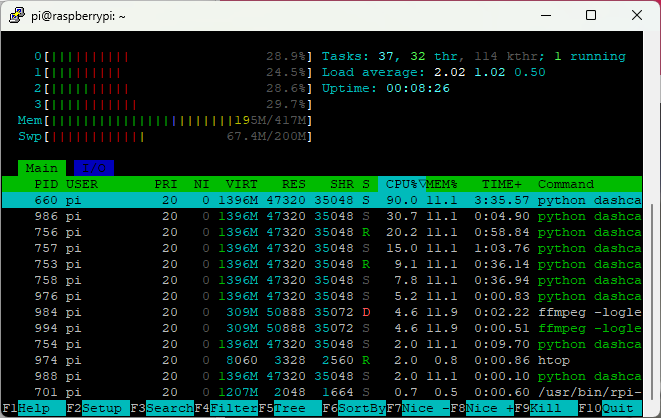 pi@raspberrypi: ~
0[|||||||||| 28.9%] Tasks: 37, 32 thr, 114 kthr; 1 running
1[||||||||| 24.5%] Load average: 2.02 1.02 0.50
2[|||||||||| 28.6%] Uptime: 00:08:26
3[||||||||||| 29.7%]
Mem[|||||||||||||||||||||||195M/417M]
Swp[|||||||||||| 67.4M/200M]
Main I/O
PID USER PRI NI VIRT RES SHR S CPU%▽MEM% TIME+ Command
660 pi 20 0 1396M 47320 35048 S 90.0 11.1 3:35.57 python dashca
986 pi 20 0 1396M 47320 35048 S 30.7 11.1 0:04.90 python dashca
756 pi 20 0 1396M 47320 35048 R 20.2 11.1 0:58.84 python dashca
757 pi 20 0 1396M 47320 35048 S 15.0 11.1 1:03.76 python dashca
753 pi 20 0 1396M 47320 35048 R 9.1 11.1 0:36.14 python dashca
758 pi 20 0 1396M 47320 35048 S 7.8 11.1 0:36.94 python dashca
976 pi 20 0 1396M 47320 35048 S 5.2 11.1 0:00.83 python dashca
984 pi 20 0 309M 50888 35072 D 4.6 11.9 0:02.22 ffmpeg -logle
994 pi 20 0 309M 50888 35072 S 4.6 11.9 0:00.51 ffmpeg -logle
754 pi 20 0 1396M 47320 35048 S 2.0 11.1 0:09.70 python dashca
974 pi 20 0 8060 3328 2560 R 2.0 0.8 0:00.86 htop
988 pi 20 0 309M 50888 35072 S 2.0 11.9 0:00.10 ffmpeg -logle
701 pi 20 0 1207M 2048 1664 S 0.7 0.5 0:00.60 /usr/bin/rpi-
F1Help F2Setup F3SearchF4FilterF5Tree F6SortByF7Nice -F8Nice +F9Kill F10Quit